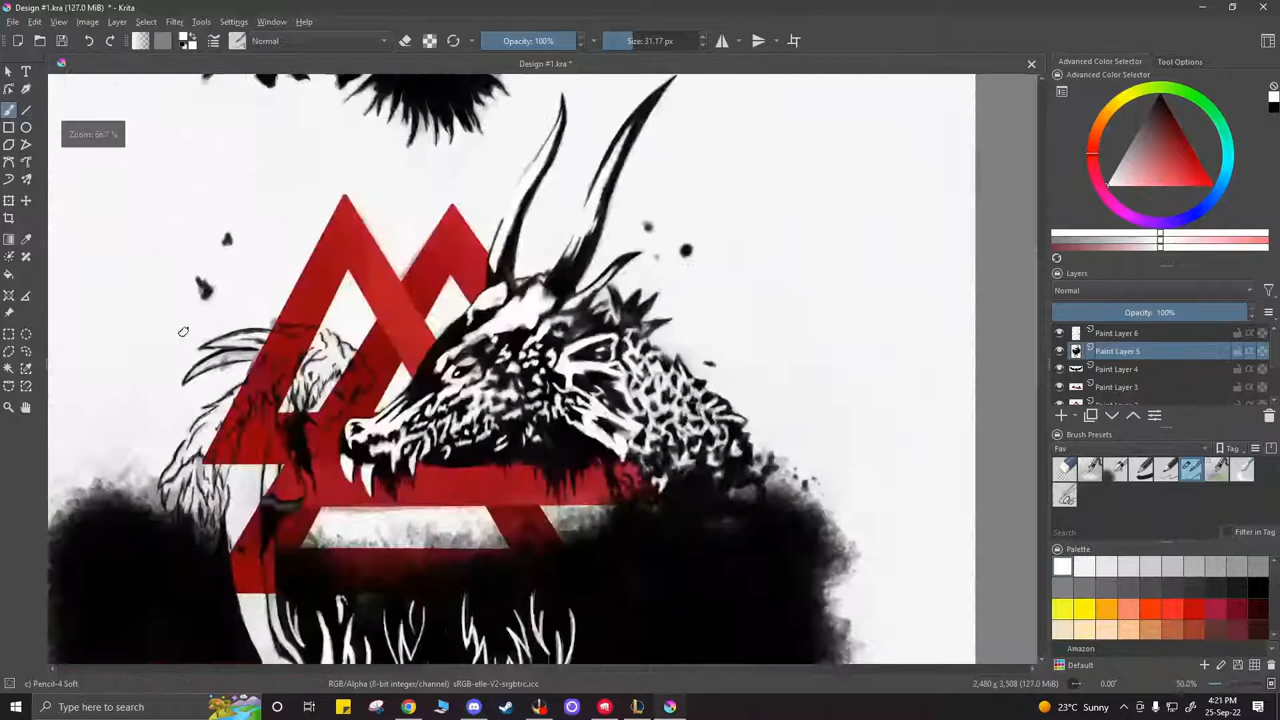 Design #1.kra (127.0 MiB) * - Krita
File Edit View Image Layer Select Filter Tools Settings Window Help
Normal
Opacity: 100%
Size: 31.17 px
Design #1.kra *
Advanced Color Selector Tool Options
Advanced Color Selector
Layers
Normal
Opacity: 100%
Paint Layer 6
Paint Layer 5
Paint Layer 4
Paint Layer 3
Brush Presets
Fav
Tag
Search
Filter in Tag
Palette
Amazon
Default
c) Pencil-4 Soft
RGB/Alpha (8-bit integer/channel) sRGB-elle-V2-srgbtrc.icc
2,480 x 3,508 (127.0 MiB)
0.00°
50.0%
Type here to search
23°C Sunny
4:21 PM
25-Sep-22